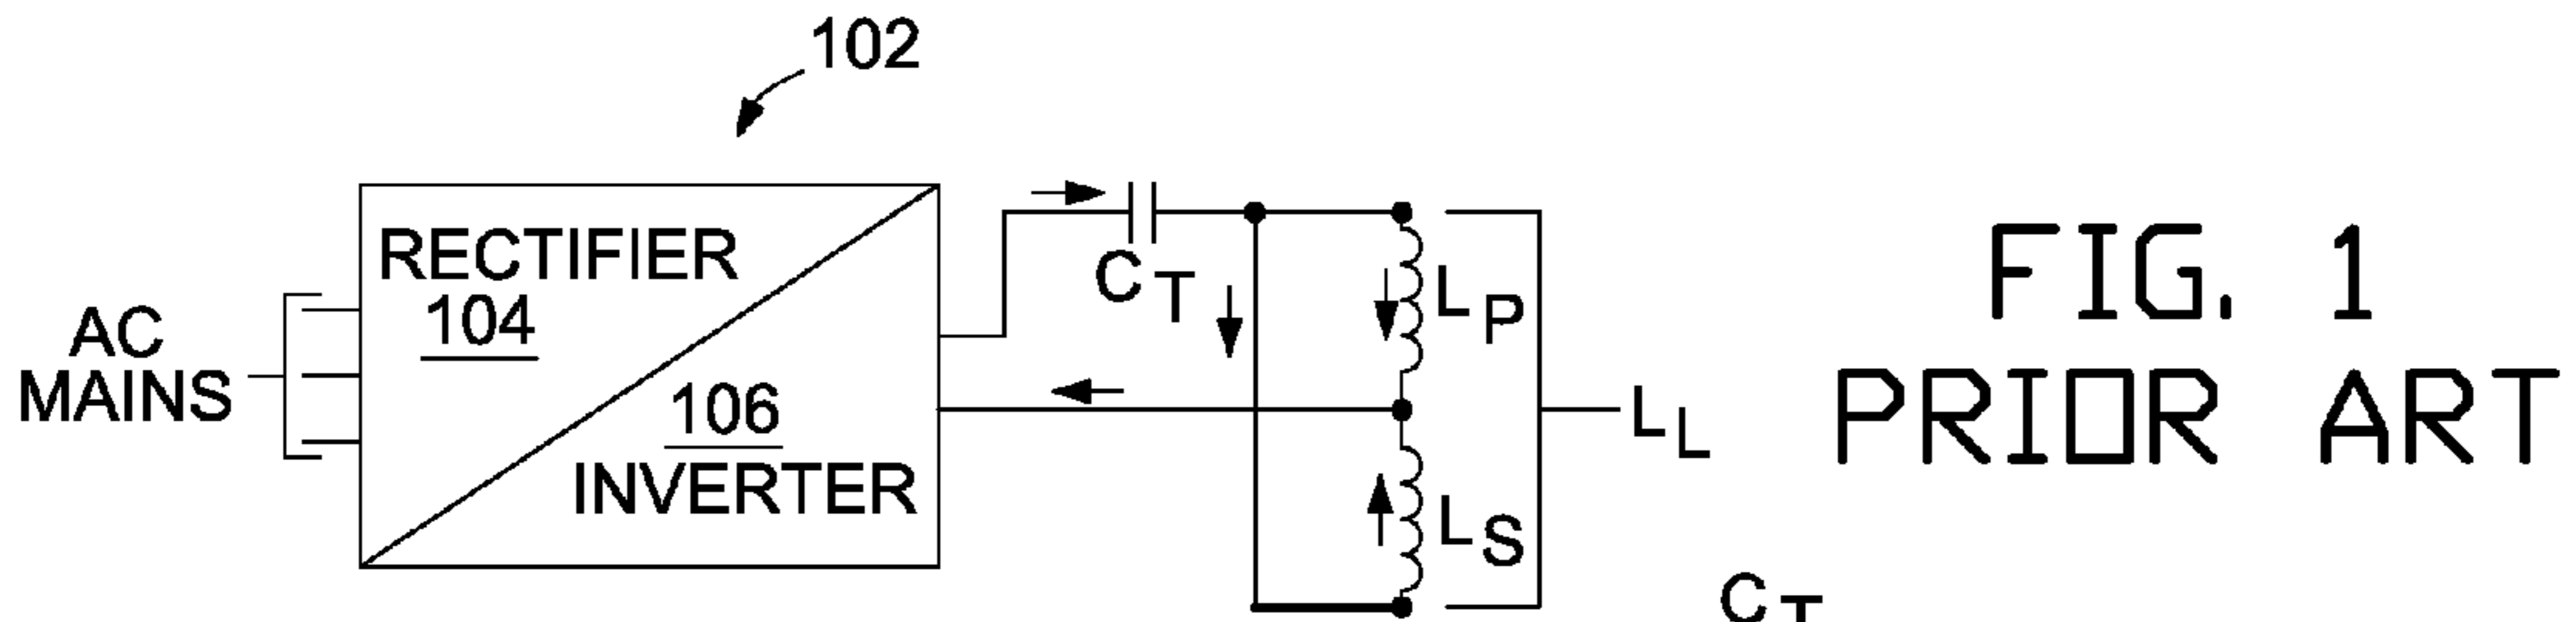 102
RECTIFIER
104
AC
MAINS
106
INVERTER
C T
L P
L S
L L
FIG. 1
PRIOR ART
C T